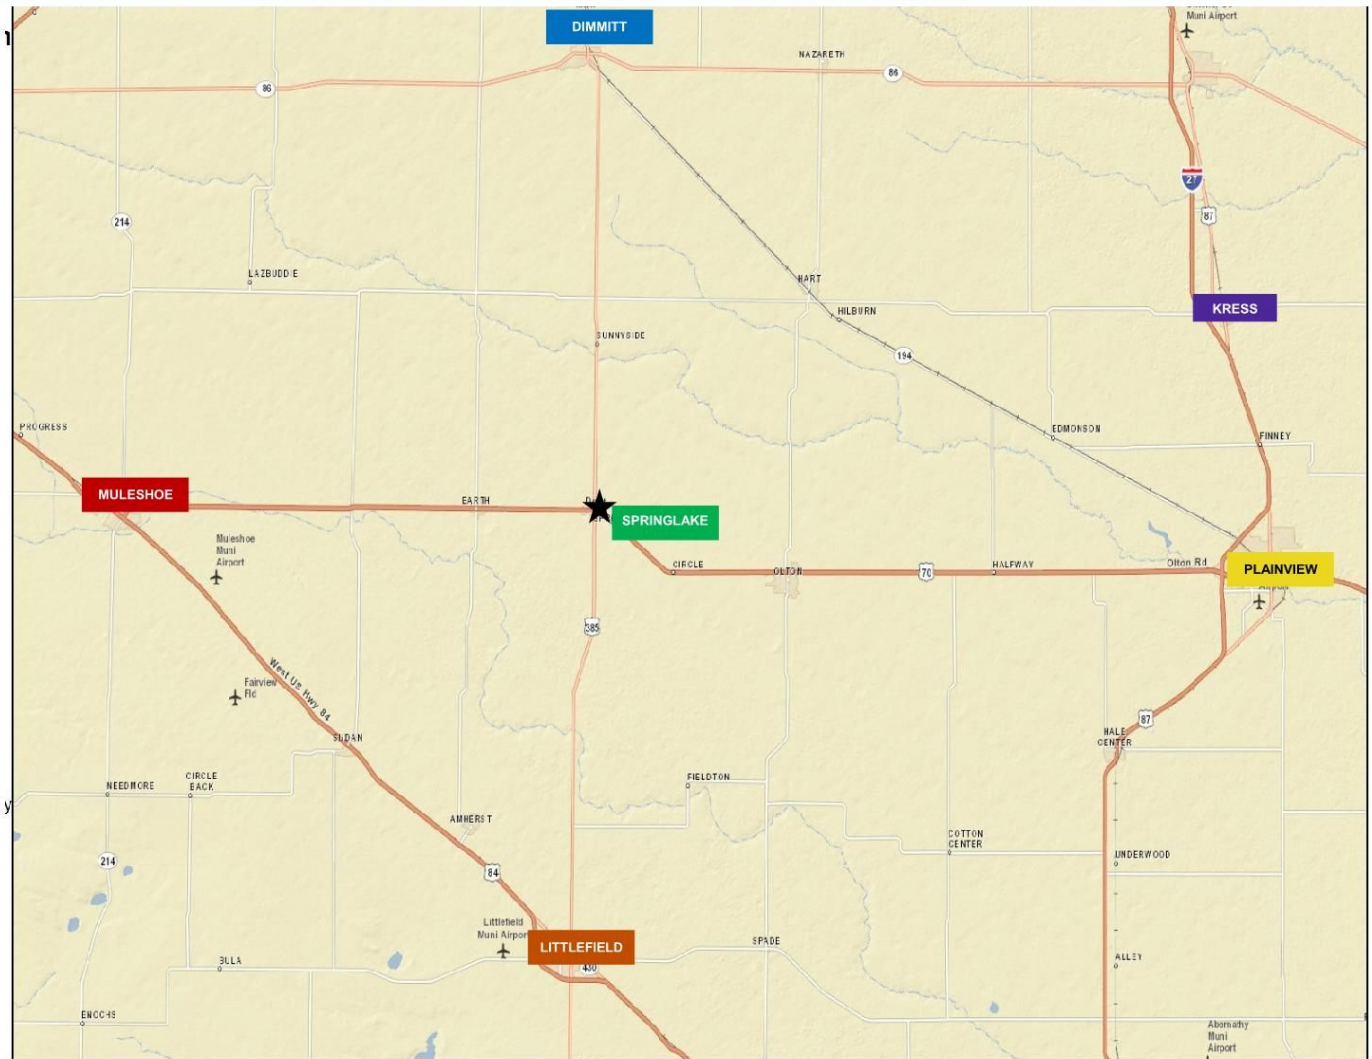 DIMMITT
Muni Airport
NAZARETH
86
86
27
214
87
LAZBUDDIE
HART
KRESS
HILBURN
SUNNYSIDE
194
PROGRESS
EDMONSON
FINNEY
MULESHOE
EARTH
SPRINGLAKE
Muleshoe
Muni
Airport
CIRCLE
OLTON
70
HALFWAY
Olton Rd
PLAINVIEW
Airport
385
West Us Hwy 84
Fairview
Fld
87
SUDAN
HALE
CENTER
NEEDMORE
CIRCLE
BACK
FIELDTON
AMHERST
COTTON
CENTER
UNDERWOOD
214
84
Littlefield
Muni Airport
LITTLEFIELD
SPADE
430
BULA
ALLEY
ENOCHS
Abernathy
Muni
Airport